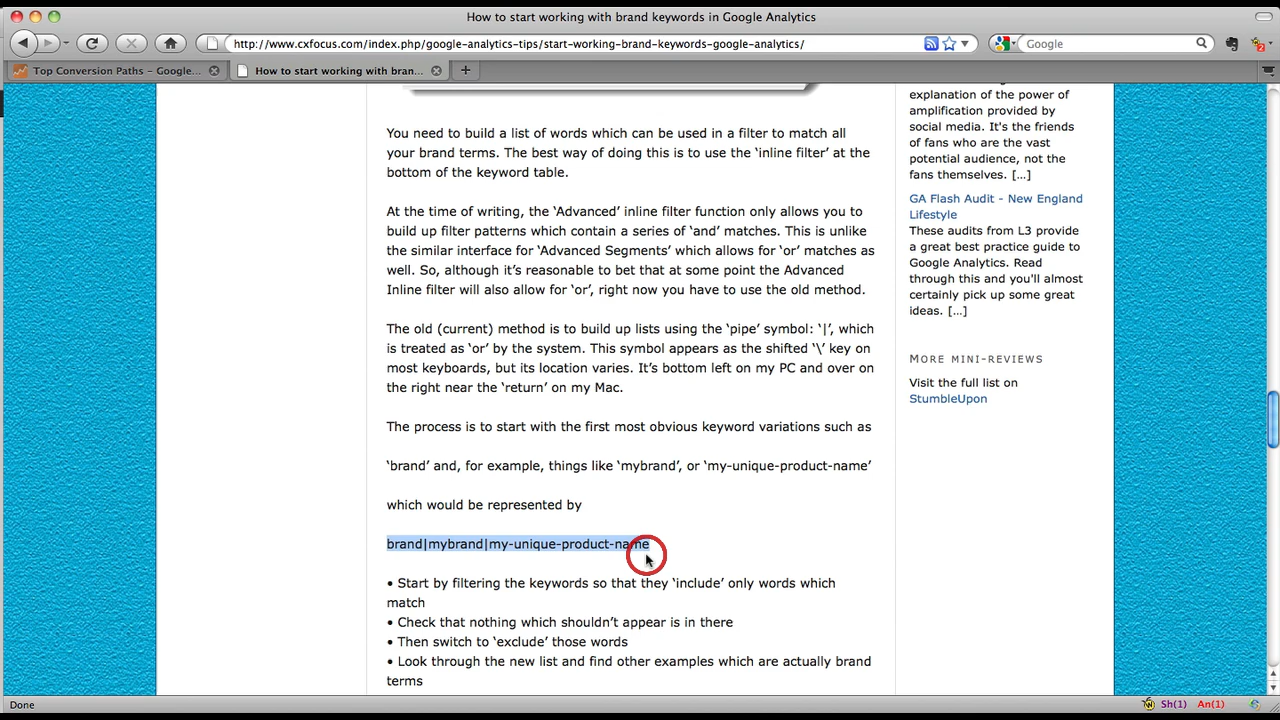 How to start working with brand keywords in Google Analytics
http://www.cxfocus.com/index.php/google-analytics-tips/start-working-brand-keywords-google-analytics/
Google
Top Conversion Paths – Google...
How to start working with bran...
You need to build a list of words which can be used in a filter to match all
your brand terms. The best way of doing this is to use the ‘inline filter’ at the
bottom of the keyword table.
At the time of writing, the ‘Advanced’ inline filter function only allows you to
build up filter patterns which contain a series of ‘and’ matches. This is unlike
the similar interface for ‘Advanced Segments’ which allows for ‘or’ matches as
well. So, although it’s reasonable to bet that at some point the Advanced
Inline filter will also allow for ‘or’, right now you have to use the old method.
The old (current) method is to build up lists using the ‘pipe’ symbol: ‘|’, which
is treated as ‘or’ by the system. This symbol appears as the shifted ‘\’ key on
most keyboards, but its location varies. It’s bottom left on my PC and over on
the right near the ‘return’ on my Mac.
The process is to start with the first most obvious keyword variations such as
‘brand’ and, for example, things like ‘mybrand’, or ‘my-unique-product-name’
which would be represented by
brand|mybrand|my-unique-product-name
• Start by filtering the keywords so that they ‘include’ only words which
match
• Check that nothing which shouldn’t appear is in there
• Then switch to ‘exclude’ those words
• Look through the new list and find other examples which are actually brand
terms
explanation of the power of
amplification provided by
social media. It's the friends
of fans who are the vast
potential audience, not the
fans themselves. [...]
GA Flash Audit - New England
Lifestyle
These audits from L3 provide
a great best practice guide to
Google Analytics. Read
through this and you'll almost
certainly pick up some great
ideas. [...]
MORE MINI-REVIEWS
Visit the full list on
StumbleUpon
Done
Sh(1) An(1)